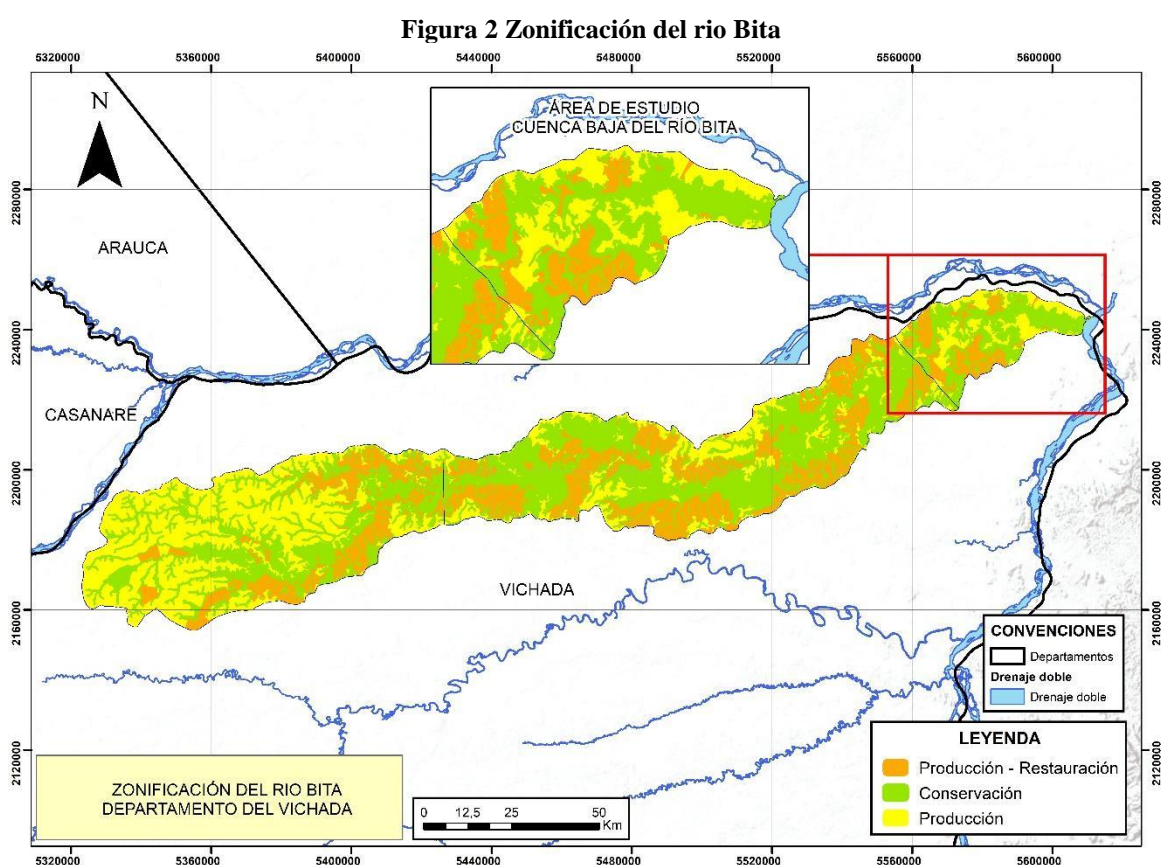 Figura 2 Zonificación del rio Bita
5320000 5360000 5400000 5440000 5480000 5520000 5560000 5600000
N
ÁREA DE ESTUDIO
CUENCA BAJA DEL RÍO BITA
2280000 2280000
ARAUCA
2240000 2240000
CASANARE
2200000 2200000
VICHADA
2160000 2160000
CONVENCIONES
Departamentos
Drenaje doble
Drenaje doble
LEYENDA
Producción - Restauración
Conservación
Producción
2120000 2120000
ZONIFICACIÓN DEL RIO BITA
DEPARTAMENTO DEL VICHADA
0 12,5 25 50
Km
5320000 5360000 5400000 5440000 5480000 5520000 5560000 5600000